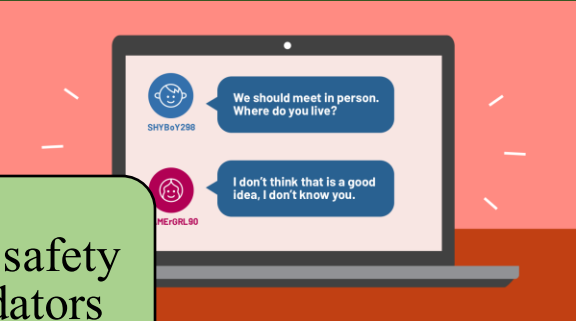 We should meet in person.
Where do you live?
SHYBoY298
I don't think that is a good
idea, I don't know you.
safety